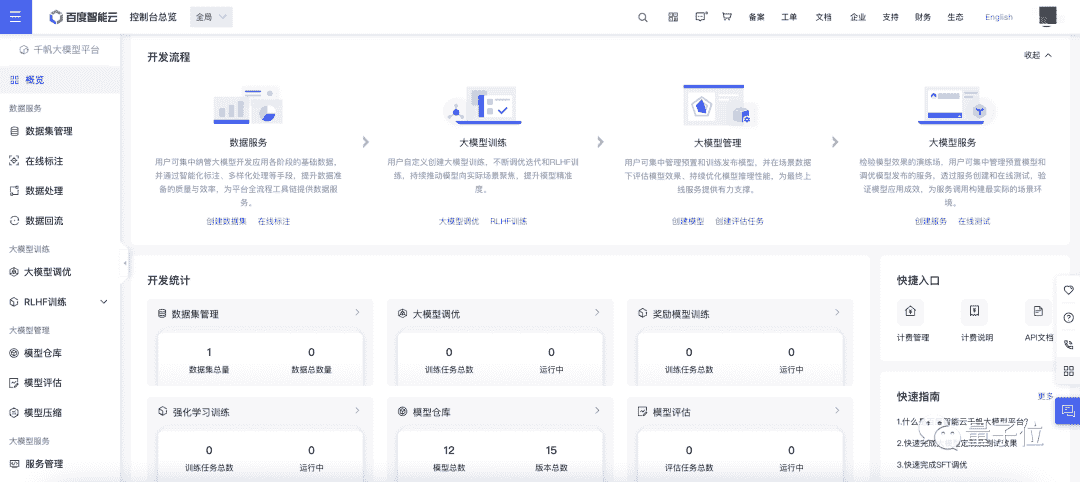 百度智能云 控制台总览 全局 备案 工单 文档 企业 支持 财务 生态 English
千帆大模型平台
概览
数据服务
数据集管理
在线标注
数据处理
数据回流
大模型训练
大模型调优
RLHF训练
大模型管理
模型仓库
模型评估
模型压缩
大模型服务
服务管理
开发流程
收起
数据服务
用户可集中纳管大模型开发应用各阶段的基础数据,
并通过智能化标注、多样化处理等手段,提升数据准
备的质量与效率,为平台全流程工具链提供数据服
务。
创建数据集 在线标注
大模型训练
用户自定义创建大模型训练,不断调优迭代和RLHF训
练,持续推动模型向实际场景聚焦,提升模型精准
度。
大模型调优 RLHF训练
大模型管理
用户可集中管理预置和训练发布模型,并在场景数据
下评估模型效果,持续优化模型推理性能,为最终上
线服务提供有力支撑。
创建模型 创建评估任务
大模型服务
检验模型效果的演练场,用户可集中管理预置模型和
调优模型发布的服务,透过服务创建和在线测试,验
证模型应用成效,为服务调用构建最实际的场景环
境。
创建服务 在线测试
开发统计
数据集管理
1 0
数据集总量 数据总数量
大模型调优
0 0
训练任务总数 运行中
奖励模型训练
0 0
训练任务总数 运行中
强化学习训练
0 0
训练任务总数 运行中
模型仓库
12 15
模型总数 版本总数
模型评估
0 0
评估任务总数 运行中
快捷入口
计费管理 计费说明 API文档
快速指南
更多
1.什么是 智能云千帆大模型平台?
2.快速完成 测试效果
3.快速完成SFT调优
量子位